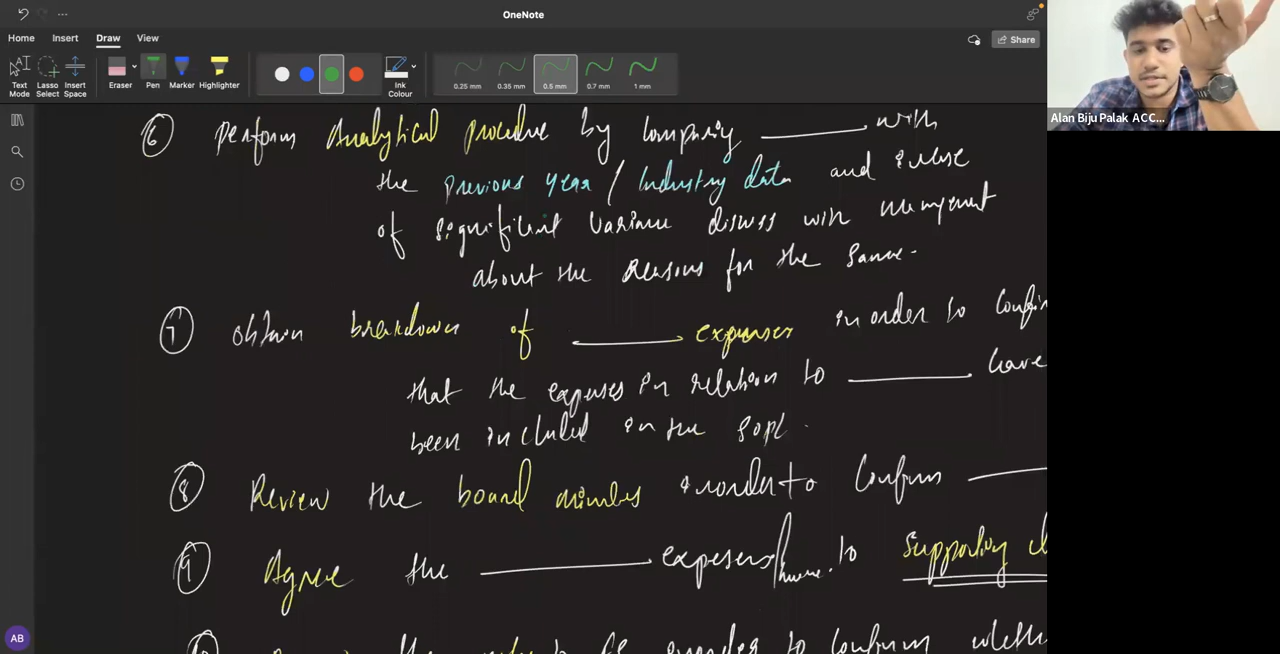 OneNote
Home Insert Draw View
Share
Text Mode Lasso Select Insert Space Eraser Pen Marker Highlighter Ink Colour 0.25 mm 0.35 mm 0.5 mm 0.7 mm 1 mm
Alan Biju Palak ACC...
6 perform Analytical procedure by comparing ______ with
the previous year / Industry data and
of significant variance discuss with management
about the reasons for the same.
7 obtain breakdown of ______ expenses in order to confir
that the expenses in relation to ______ have
been included in the SOPL.
8 Review the board minutes in order to confirm ______
9 Agree the ______ expenses / to supporting
AB
the in order to confirm wheth